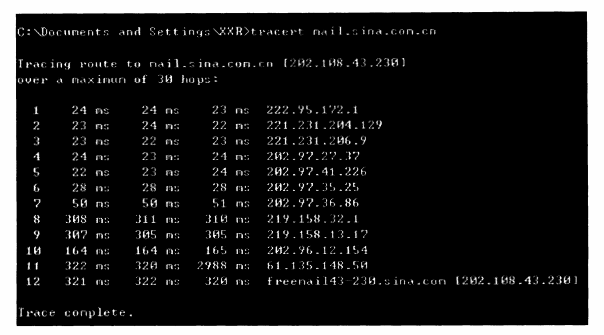 C:\Documents and Settings\XXR>tracert mail.sina.com.cn
Tracing route to mail.sina.com.cn [202.108.43.230]
over a maximum of 30 hops:
1 24 ms 24 ms 23 ms 222.95.172.1
2 23 ms 24 ms 22 ms 221.231.204.129
3 23 ms 22 ms 23 ms 221.231.206.9
4 24 ms 23 ms 24 ms 202.97.27.37
5 22 ms 23 ms 24 ms 202.97.41.226
6 28 ms 28 ms 28 ms 202.97.35.25
7 50 ms 50 ms 51 ms 202.97.36.86
8 308 ms 311 ms 310 ms 219.158.32.1
9 307 ms 305 ms 305 ms 219.158.13.17
10 164 ms 164 ms 165 ms 202.96.12.154
11 322 ms 320 ms 2988 ms 61.135.148.50
12 321 ms 322 ms 320 ms freemail43-230.sina.com [202.108.43.230]
Trace complete.